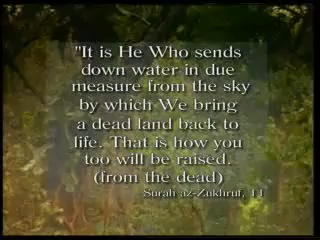 "It is He Who sends
down water in due
measure from the sky
by which We bring
a dead land back to
life. That is how you
too will be raised.
(from the dead)
Surah az-Zukhruf, 11